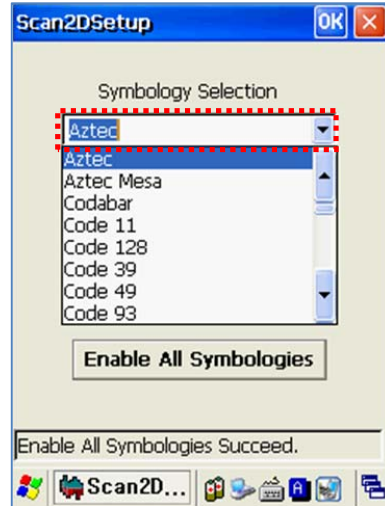 Scan2DSetup OK
Symbology Selection
Aztec
Aztec
Aztec Mesa
Codabar
Code 11
Code 128
Code 39
Code 49
Code 93
Enable All Symbologies
Enable All Symbologies Succeed.
Scan2D... A